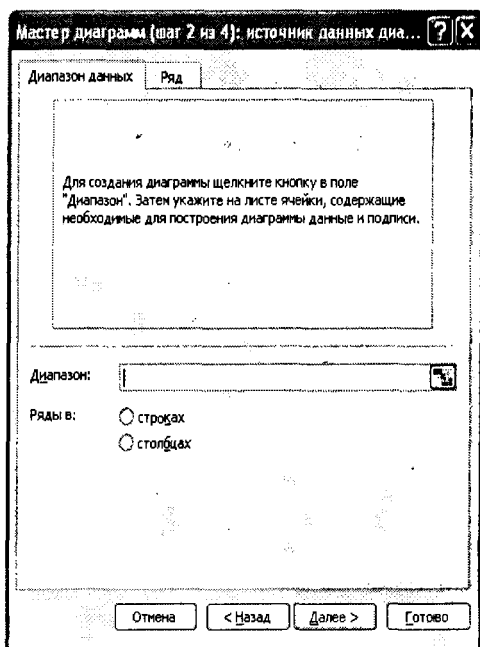 Мастер диаграмм (шаг 2 из 4): источник данных диа...
Диапазон данных Ряд
Для создания диаграммы щелкните кнопку в поле
"Диапазон". Затем укажите на листе ячейки, содержащие
необходимые для построения диаграммы данные и подписи.
Диапазон:
Ряды в: строках
столбцах
Отмена < Назад Далее > Готово